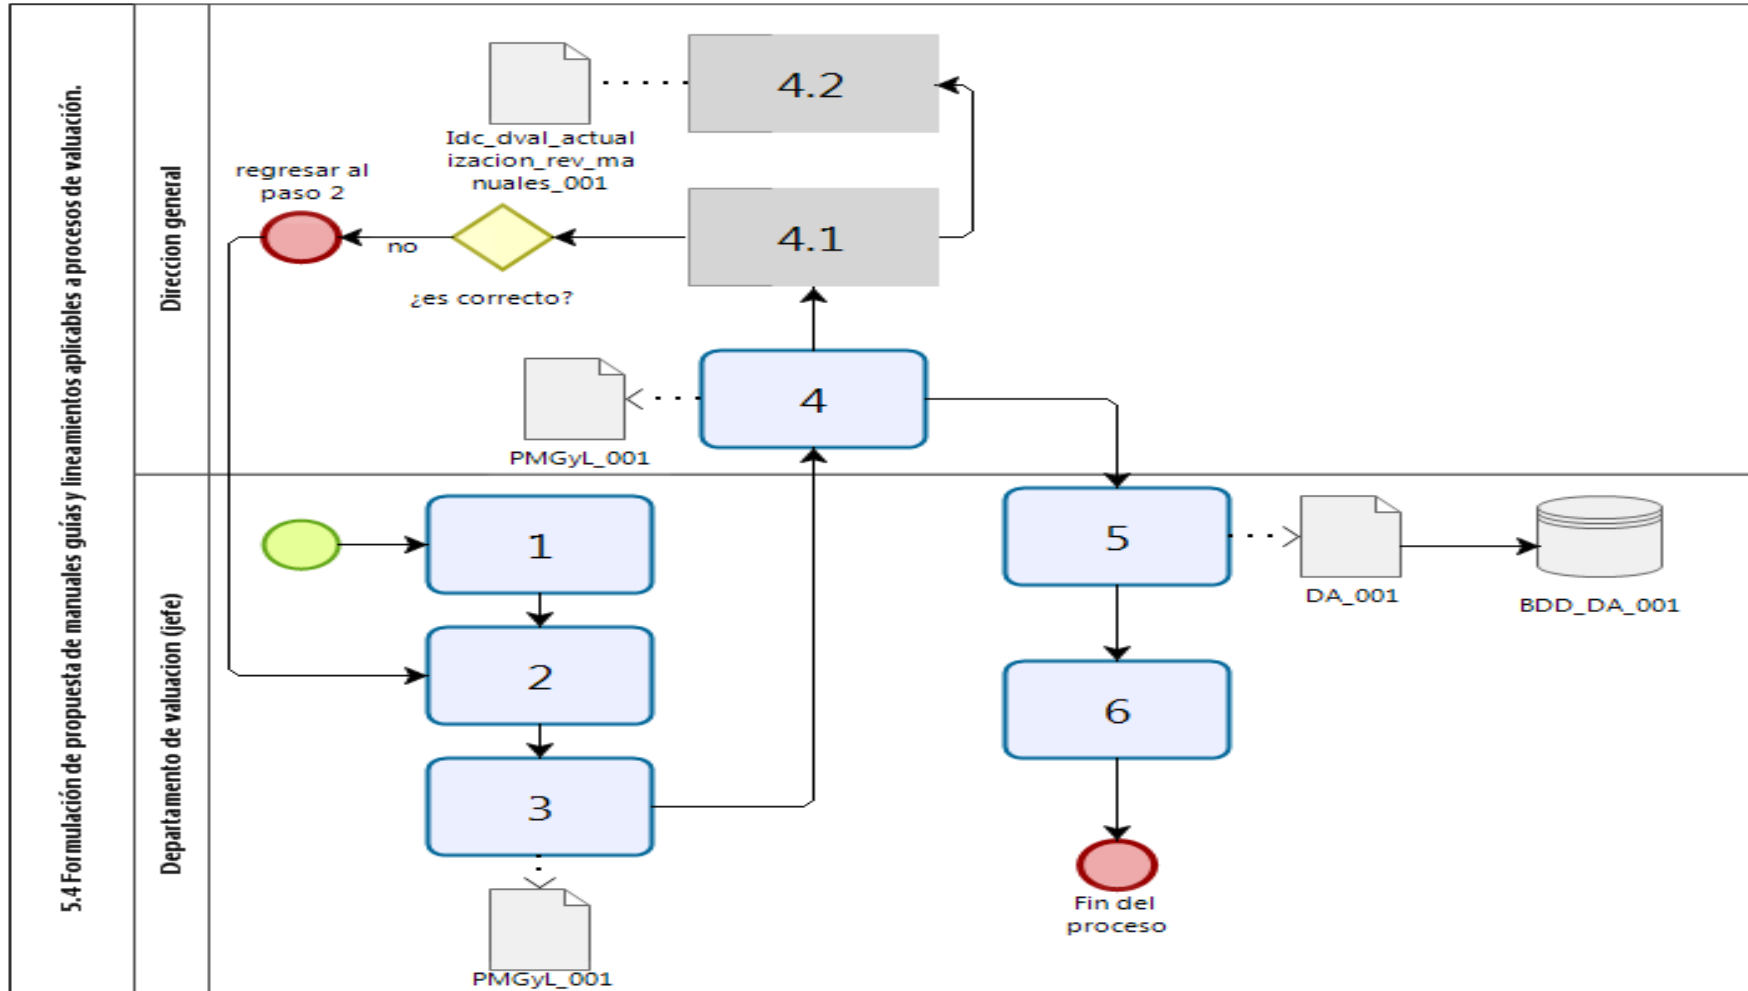 5.4 Formulación de propuesta de manuales guías y lineamientos aplicables a procesos de valuación.
Direccion general
4.2
Idc_dval_actual
izacion_rev_ma
nuales_001
regresar al
paso 2
no
¿es correcto?
4.1
4
PMGyL_001
Departamento de valuacion (jefe)
1
2
3
PMGyL_001
5
DA_001
BDD_DA_001
6
Fin del
proceso